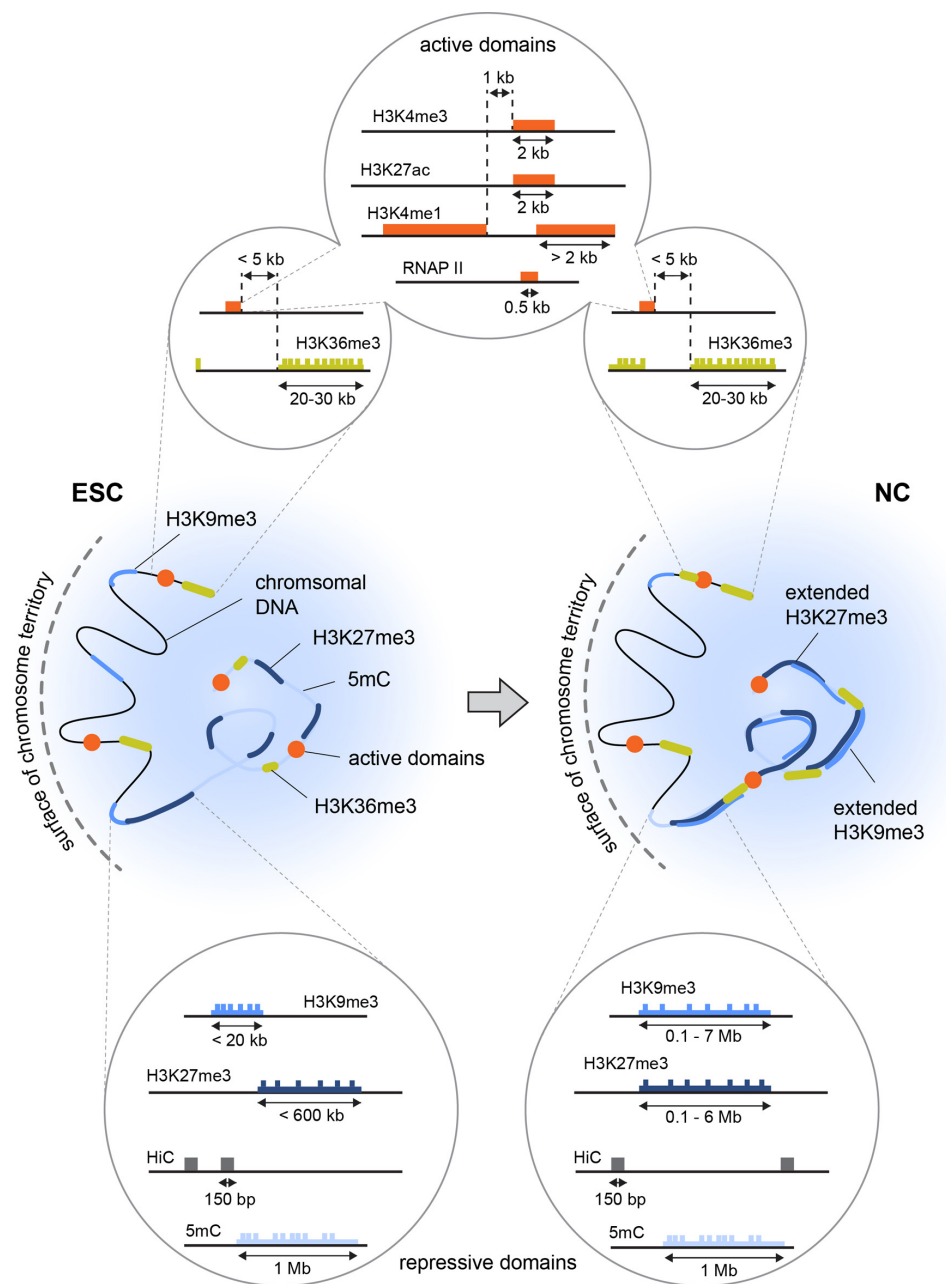 active domains
1 kb
H3K4me3
2 kb
H3K27ac
2 kb
H3K4me1
> 2 kb
RNAP II
0.5 kb
< 5 kb
H3K36me3
20-30 kb
< 5 kb
H3K36me3
20-30 kb
ESC
H3K9me3
chromsomal
DNA
H3K27me3
5mC
active domains
H3K36me3
surface of chromosome territory
NC
extended
H3K27me3
extended
H3K9me3
surface of chromosome territory
H3K9me3
< 20 kb
H3K27me3
< 600 kb
HiC
150 bp
5mC
1 Mb
H3K9me3
0.1 - 7 Mb
H3K27me3
0.1 - 6 Mb
HiC
150 bp
5mC
1 Mb
repressive domains